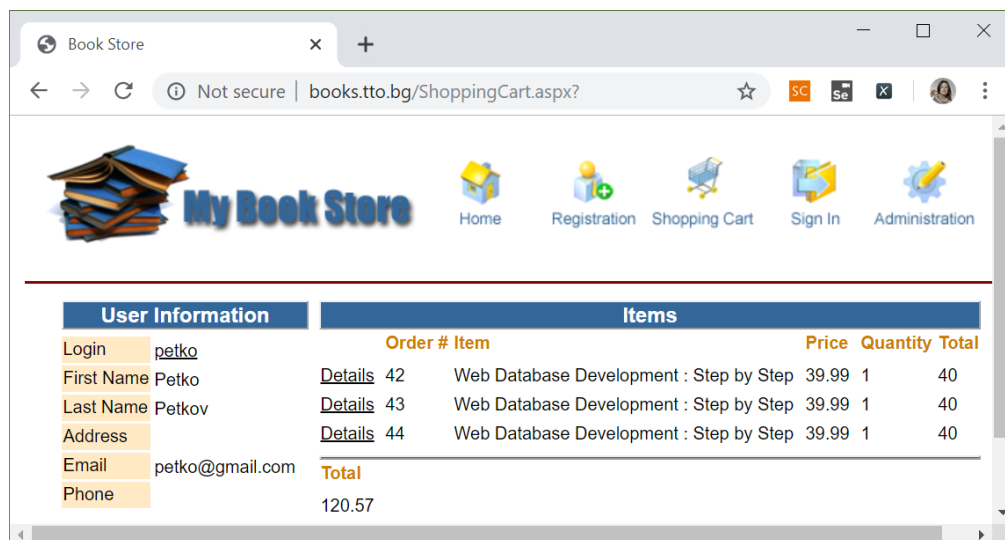 Book Store
Not secure | books.tto.bg/ShoppingCart.aspx?
SC
Se
X
My Book Store
Home
Registration
Shopping Cart
Sign In
Administration
User Information
Login petko
First Name Petko
Last Name Petkov
Address
Email petko@gmail.com
Phone
Items
Order # Item Price Quantity Total
Details 42 Web Database Development : Step by Step 39.99 1 40
Details 43 Web Database Development : Step by Step 39.99 1 40
Details 44 Web Database Development : Step by Step 39.99 1 40
Total
120.57